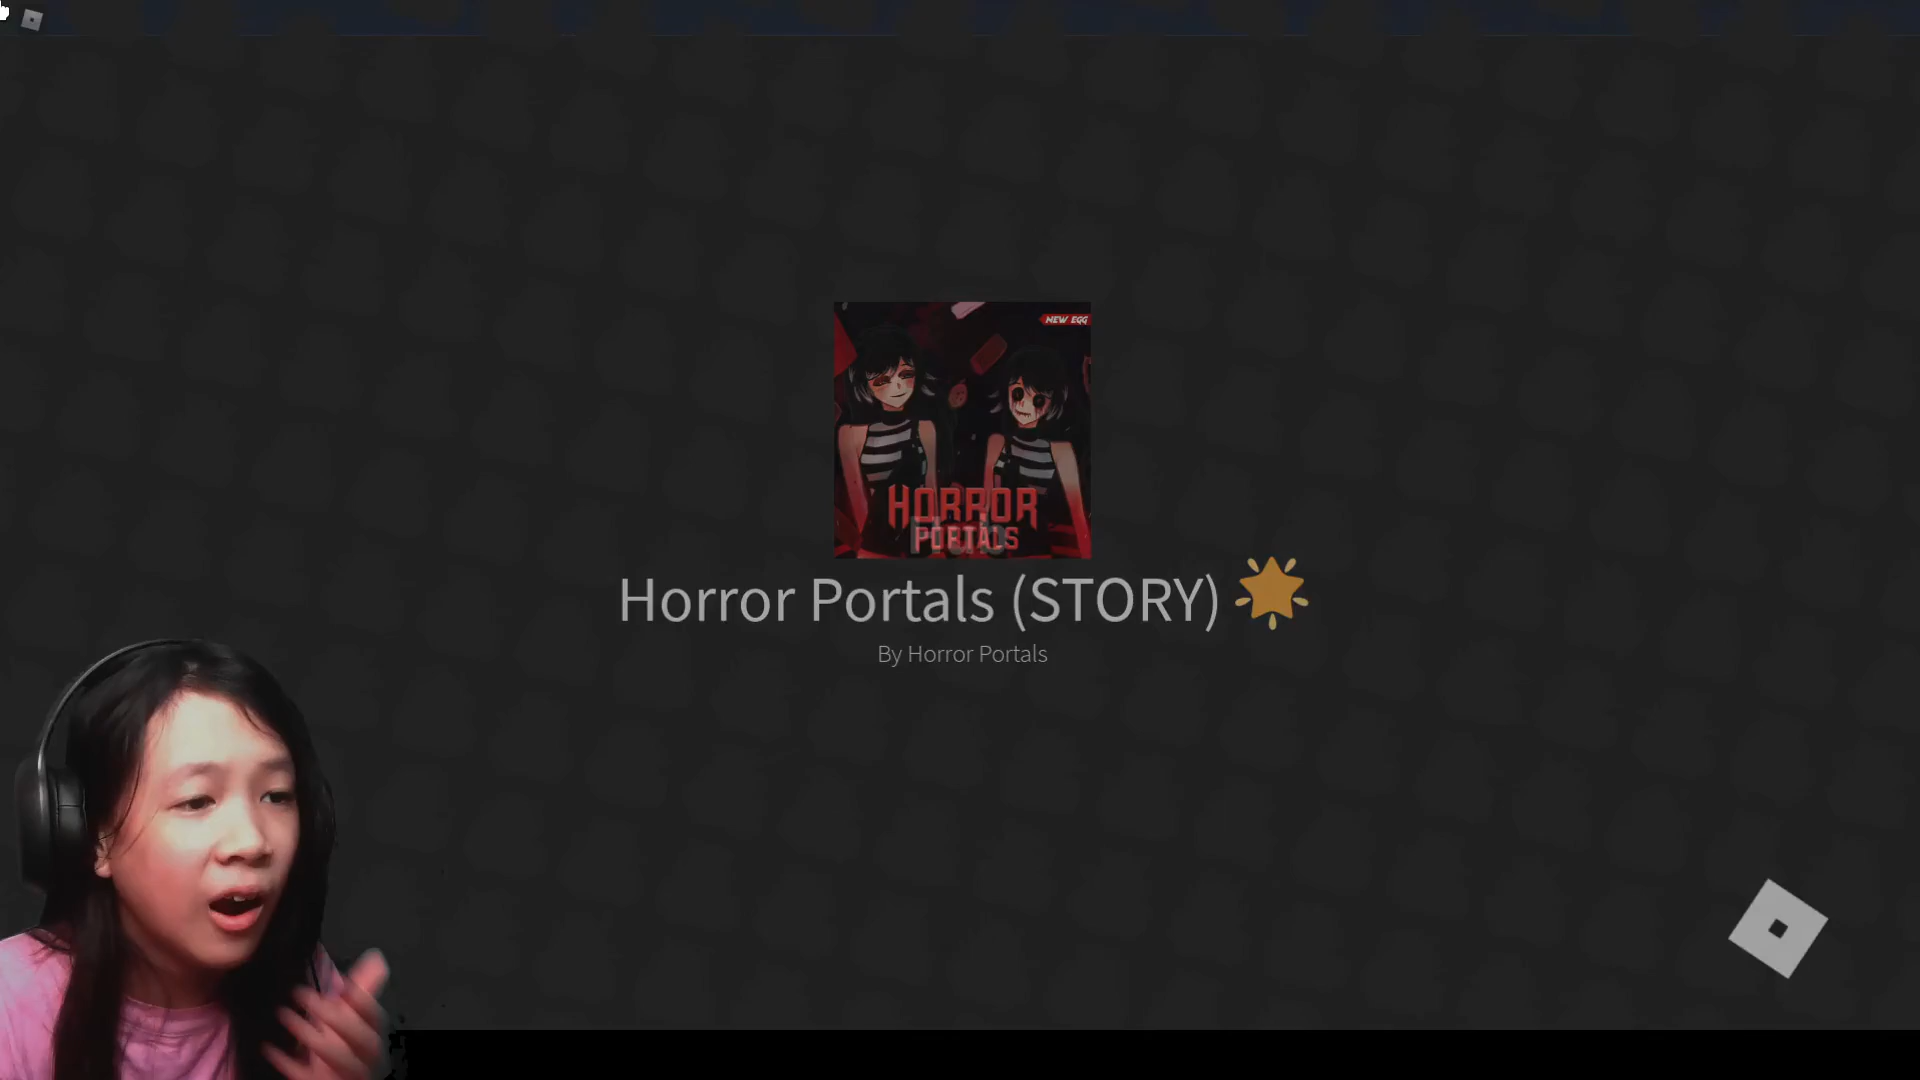 NEW EGG
HORROR
PORTALS
Horror Portals (STORY)
By Horror Portals